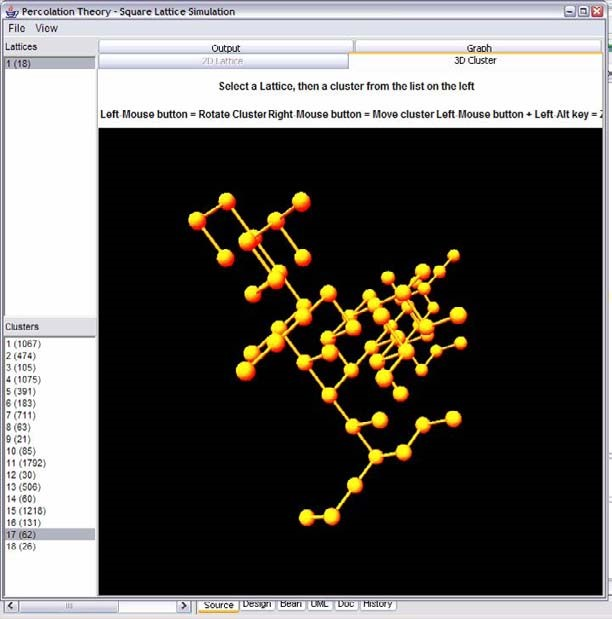 Percolation Theory - Square Lattice Simulation
File View
Lattices
1 (18)
Output Graph
2D Lattice 3D Cluster
Select a Lattice, then a cluster from the list on the left
Left Mouse button = Rotate Cluster Right Mouse button = Move cluster Left Mouse button + Left Alt key =
Clusters
1 (1067)
2 (474)
3 (105)
4 (1075)
5 (391)
6 (183)
7 (711)
8 (63)
9 (21)
10 (85)
11 (1792)
12 (30)
13 (506)
14 (60)
15 (1218)
16 (131)
17 (62)
18 (26)
Source Design Bean UML Doc History